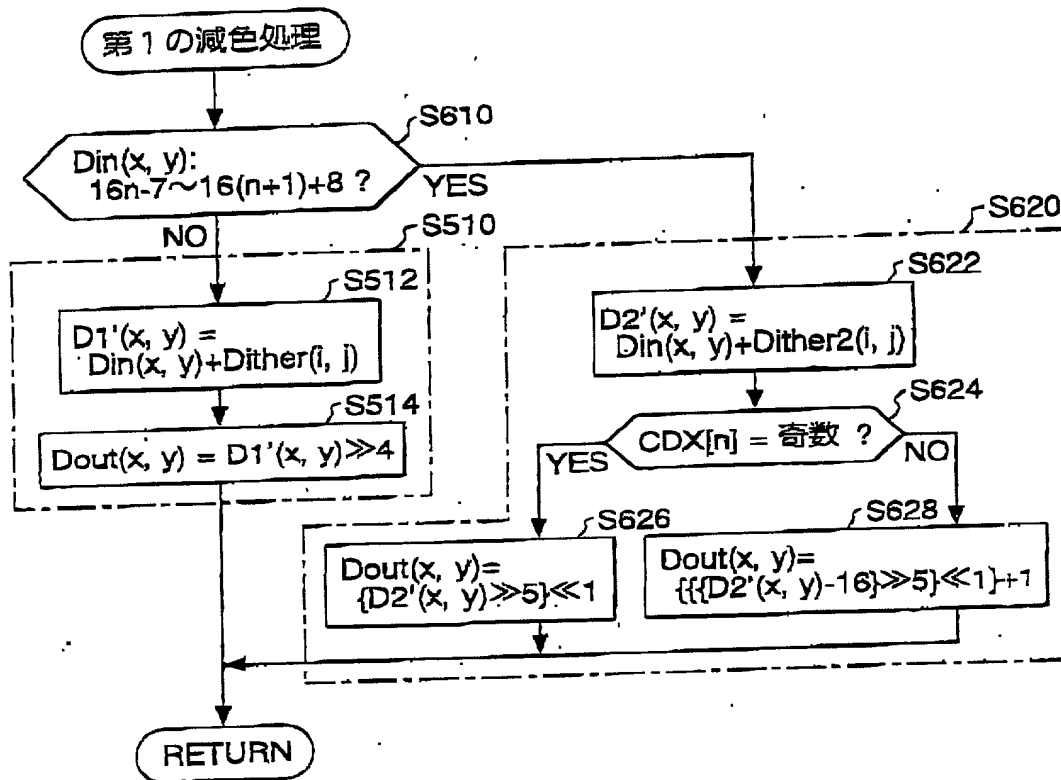 第1の減色処理
S610
Din(x, y):
16n-7～16(n+1)+8 ?
YES
NO
S510
S512
D1'(x, y) =
Din(x, y)+Dither(i, j)
S514
Dout(x, y) = D1'(x, y)≫4
S620
S622
D2'(x, y) =
Din(x, y)+Dither2(i, j)
S624
CDX[n] = 奇数 ?
YES
NO
S626
Dout(x, y)=
{D2'(x, y)≫5}≪1
S628
Dout(x, y)=
{{{D2'(x, y)-16}≫5}≪1}+1
RETURN